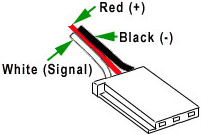 Red (+)
Black (-)
White (Signal)